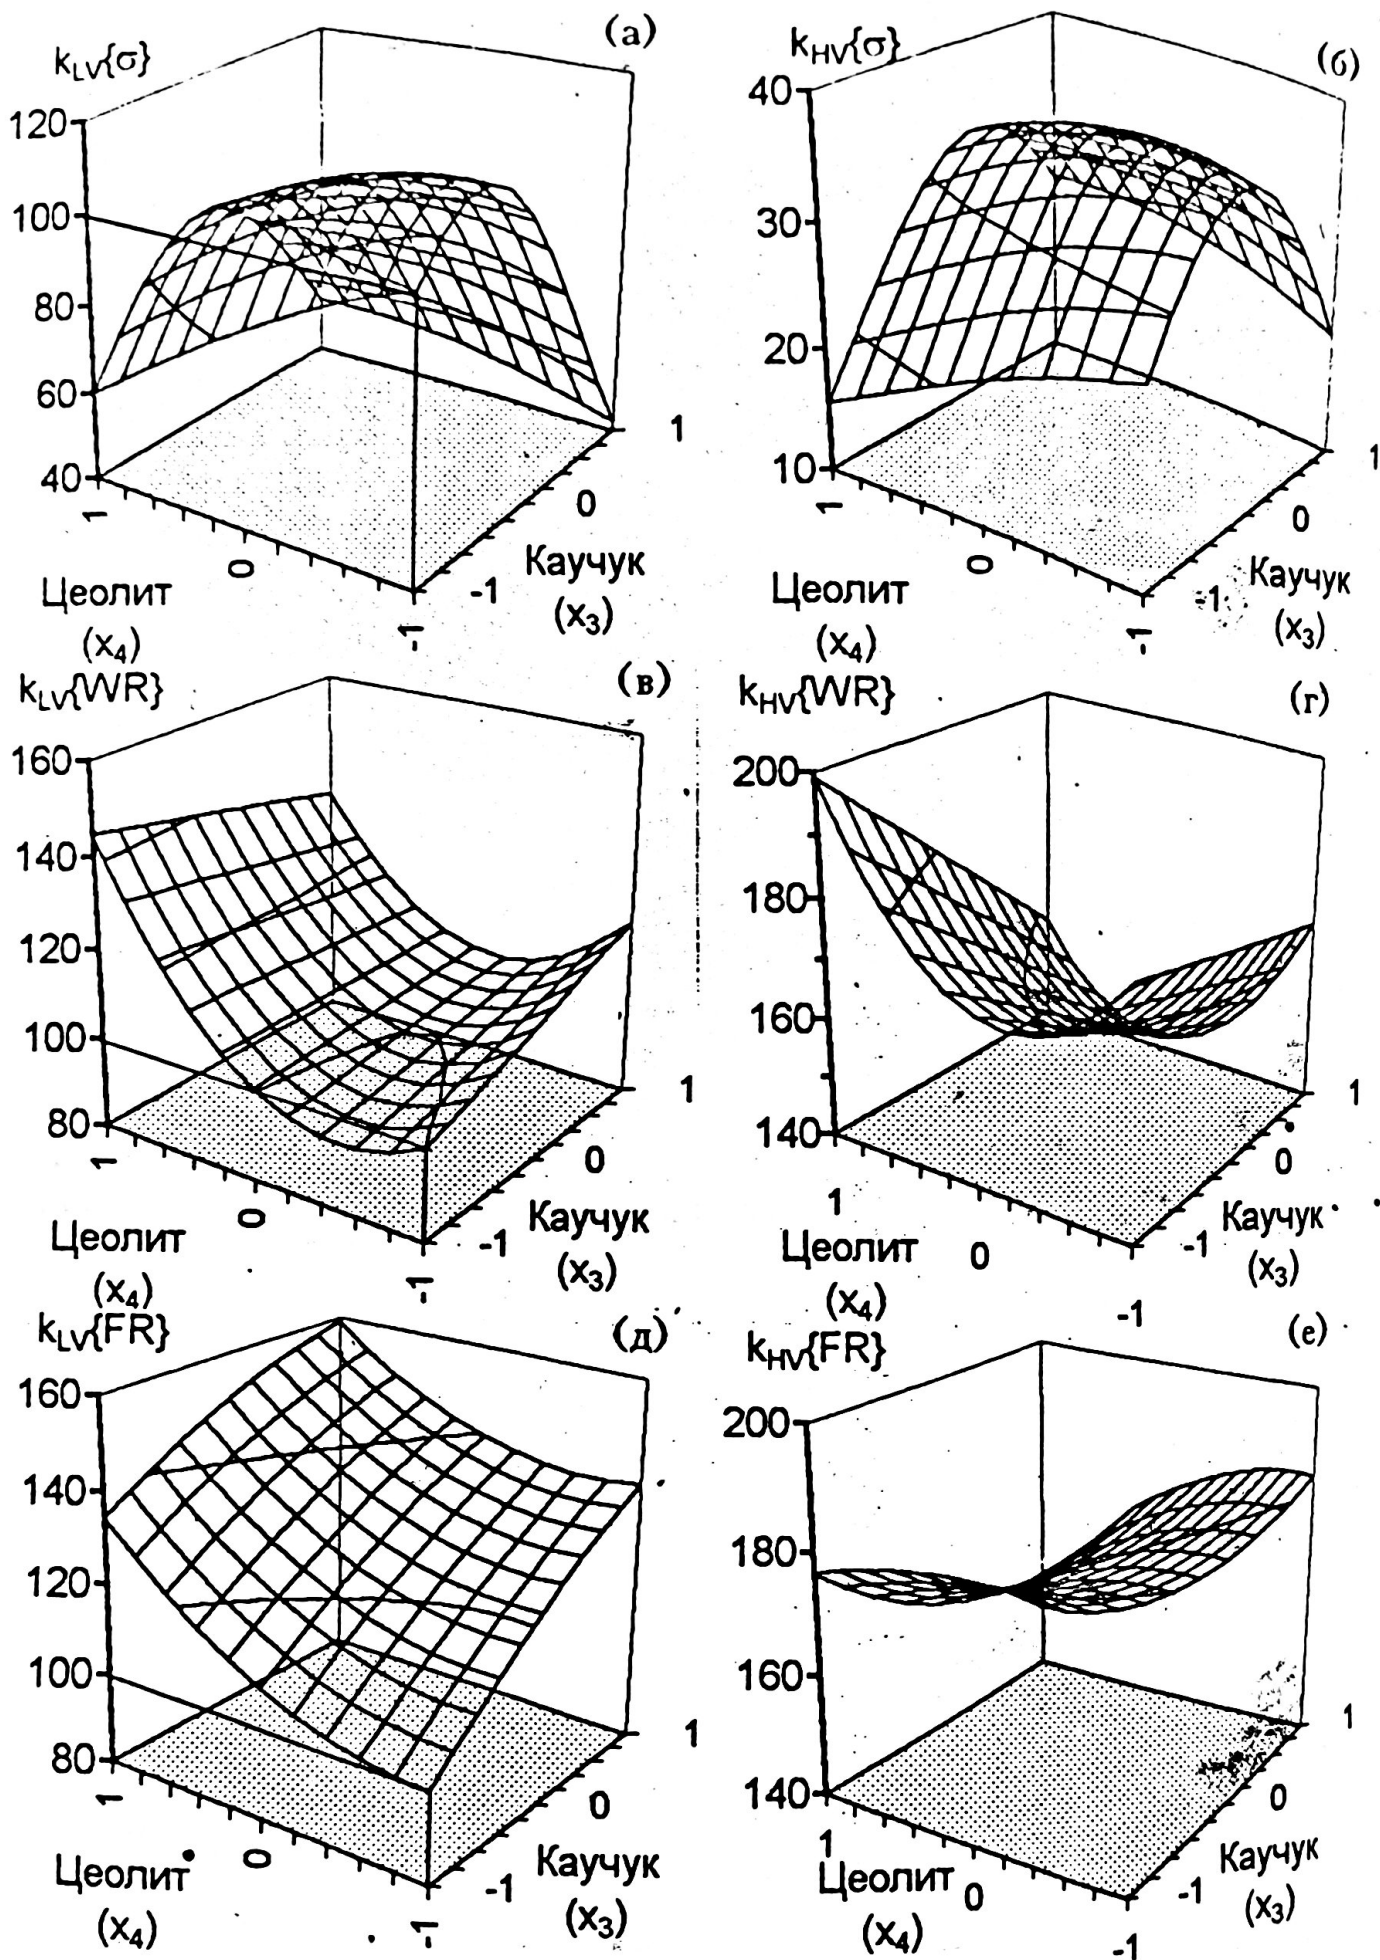 k_LV{σ}
(а)
120
100
80
60
40
1
0
-1
Цеолит
(x₄)
-1
0
1
Каучук
(x₃)
k_HV{σ}
(б)
40
30
20
10
1
0
-1
Цеолит
(x₄)
-1
0
1
Каучук
(x₃)
k_LV{WR}
(в)
160
140
120
100
80
1
0
-1
Цеолит
(x₄)
-1
0
1
Каучук
(x₃)
k_HV{WR}
(г)
200
180
160
140
1
0
-1
Цеолит
(x₄)
-1
0
1
Каучук
(x₃)
k_LV{FR}
(д)
160
140
120
100
80
1
0
-1
Цеолит
(x₄)
-1
0
1
Каучук
(x₃)
k_HV{FR}
(е)
200
180
160
140
1
0
-1
Цеолит
(x₄)
-1
0
1
Каучук
(x₃)